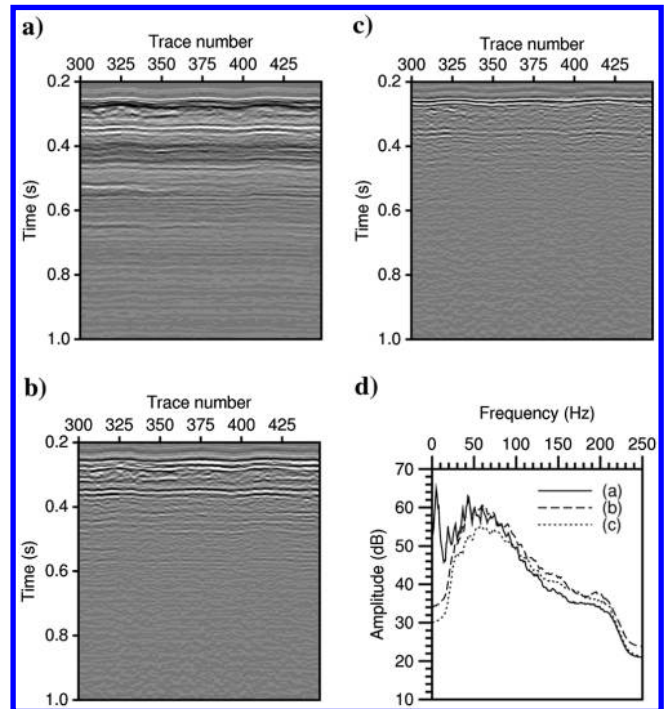 a)
Trace number
300 325 350 375 400 425
0.2
0.4
0.6
0.8
1.0
Time (s)
c)
Trace number
300 325 350 375 400 425
0.2
0.4
0.6
0.8
1.0
Time (s)
b)
Trace number
300 325 350 375 400 425
0.2
0.4
0.6
0.8
1.0
Time (s)
d)
Frequency (Hz)
0 50 100 150 200 250
70
60
50
40
30
20
10
Amplitude (dB)
(a)
(b)
(c)